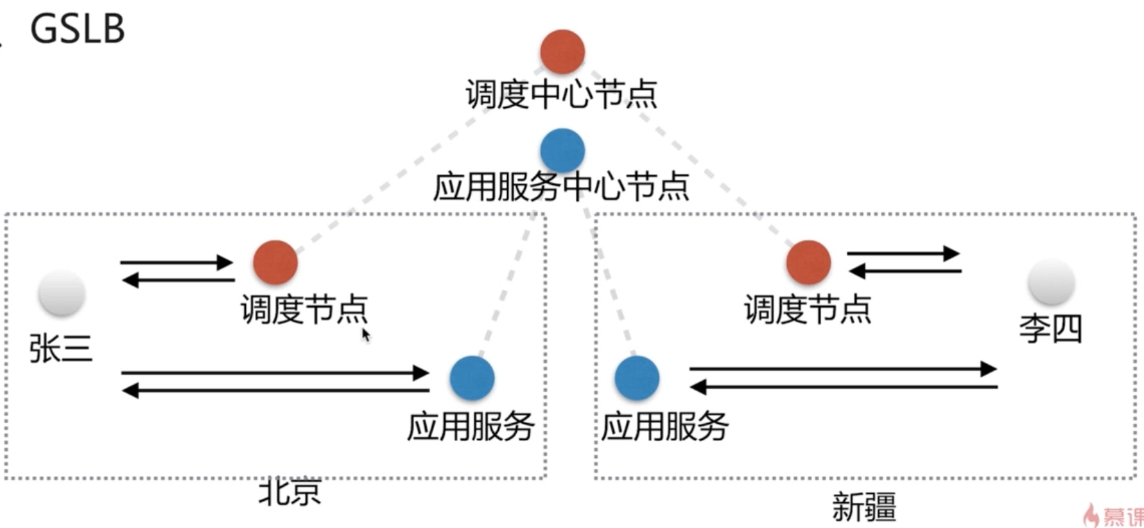 GSLB
调度中心节点
应用服务中心节点
调度节点
调度节点
张三
李四
应用服务
应用服务
北京
新疆
慕课